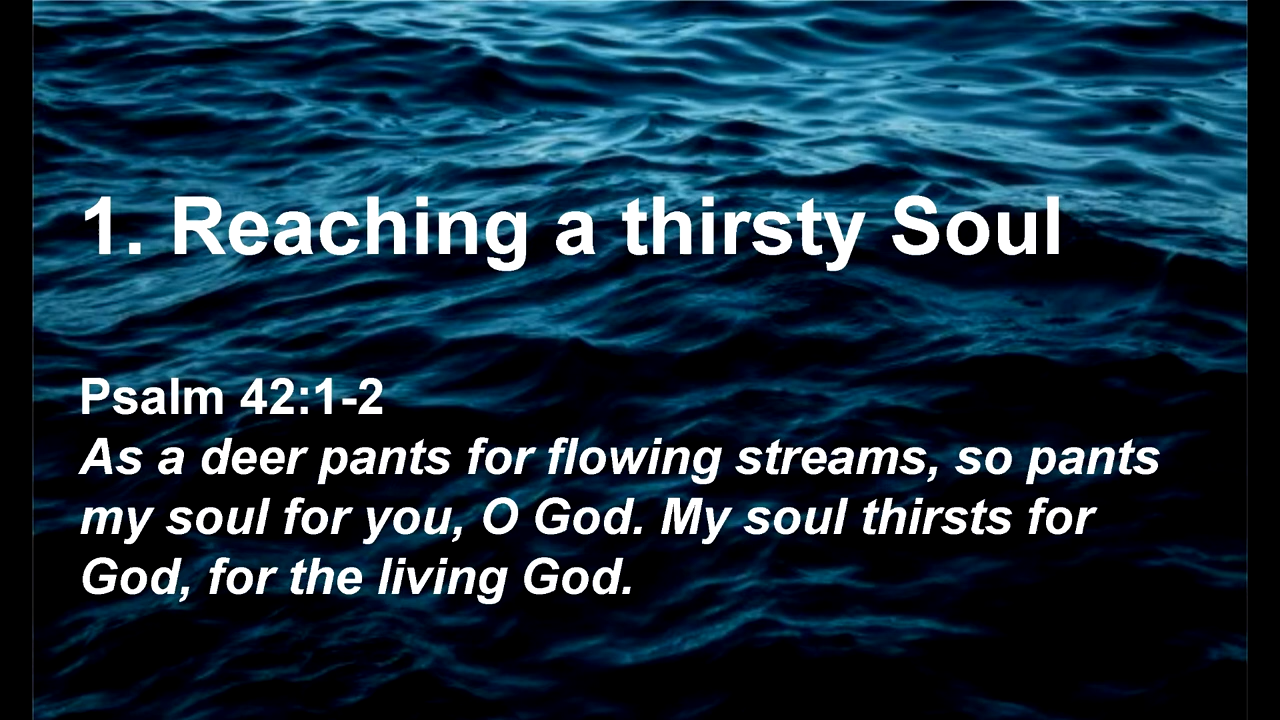 1. Reaching a thirsty Soul
Psalm 42:1-2
As a deer pants for flowing streams, so pants
my soul for you, O God. My soul thirsts for
God, for the living God.